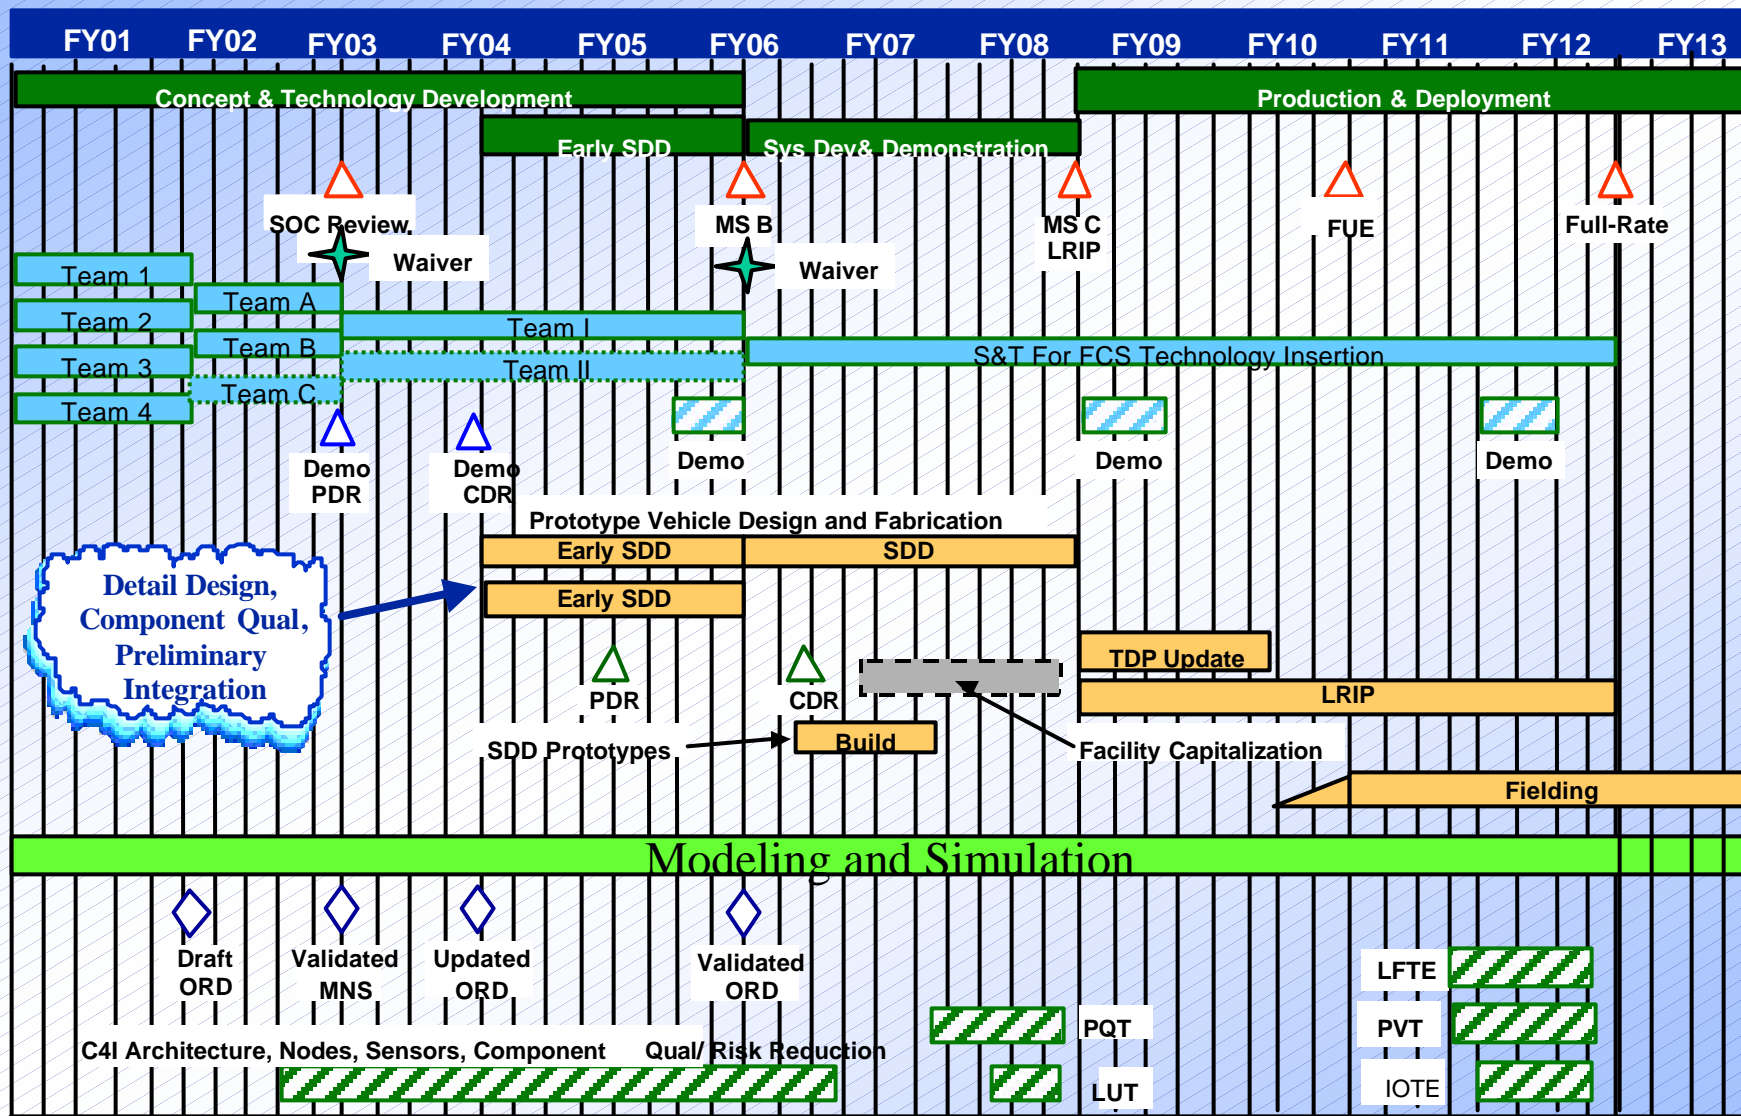 FY01 FY02 FY03 FY04 FY05 FY06 FY07 FY08 FY09 FY10 FY11 FY12 FY13
Concept & Technology Development
Production & Deployment
Early SDD
Sys Dev& Demonstration
SOC Review
MS B
MS C
LRIP
FUE
Full-Rate
Waiver
Waiver
Team 1
Team 2
Team 3
Team 4
Team A
Team B
Team C
Team I
Team II
S&T For FCS Technology Insertion
Demo
PDR
Demo
CDR
Demo
Demo
Demo
Prototype Vehicle Design and Fabrication
Early SDD
SDD
Early SDD
Detail Design,
Component Qual,
Preliminary
Integration
PDR
CDR
TDP Update
LRIP
SDD Prototypes
Build
Facility Capitalization
Fielding
Modeling and Simulation
Draft
ORD
Validated
MNS
Updated
ORD
Validated
ORD
LFTE
PQT
PVT
C4I Architecture, Nodes, Sensors, Component Qual/ Risk Reduction
LUT
IOTE